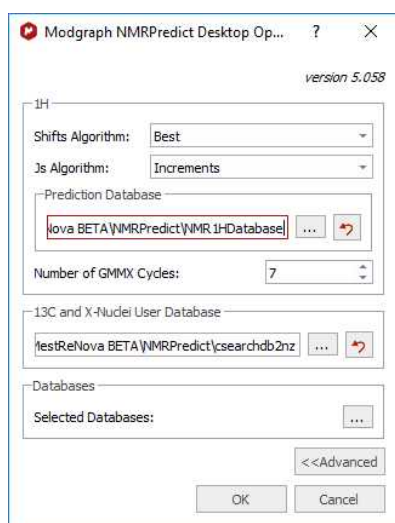 Modgraph NMRPredict Desktop Op... ? X
version 5.058
1H
Shifts Algorithm: Best
Js Algorithm: Increments
Prediction Database
Nova BETA\NMRPredict\NMR1HDatabase ...
Number of GMMX Cycles: 7
13C and X-Nuclei User Database
MestReNova BETA\NMRPredict\csearchdb2nz ...
Databases
Selected Databases: ...
<<Advanced
OK Cancel